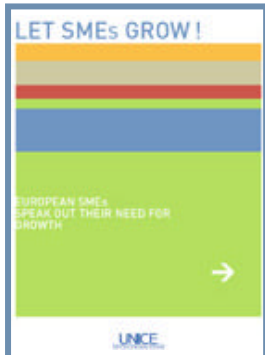 LET SMEs GROW !
EUROPEAN SMEs
SPEAK OUT THEIR NEED FOR
GROWTH
UNICE